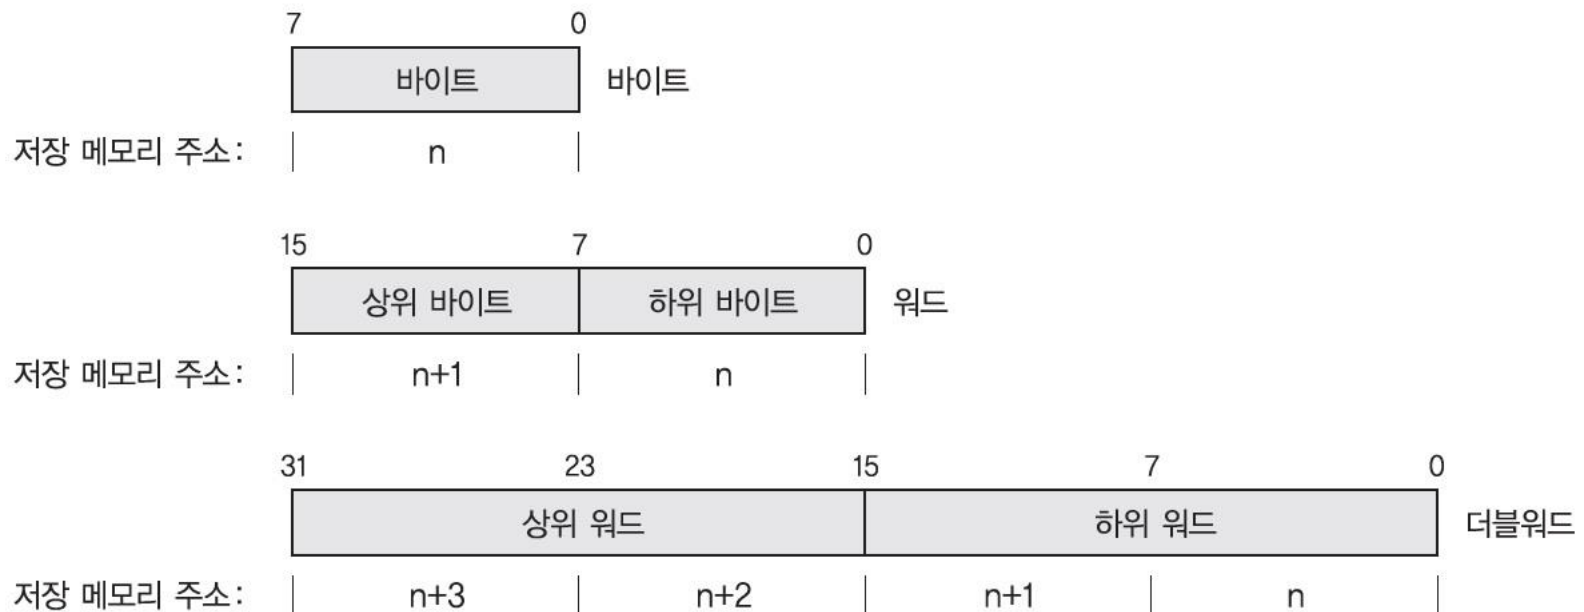 7 0
바이트 바이트
저장 메모리 주소: n
15 7 0
상위 바이트 하위 바이트 워드
저장 메모리 주소: n+1 n
31 23 15 7 0
상위 워드 하위 워드 더블워드
저장 메모리 주소: n+3 n+2 n+1 n